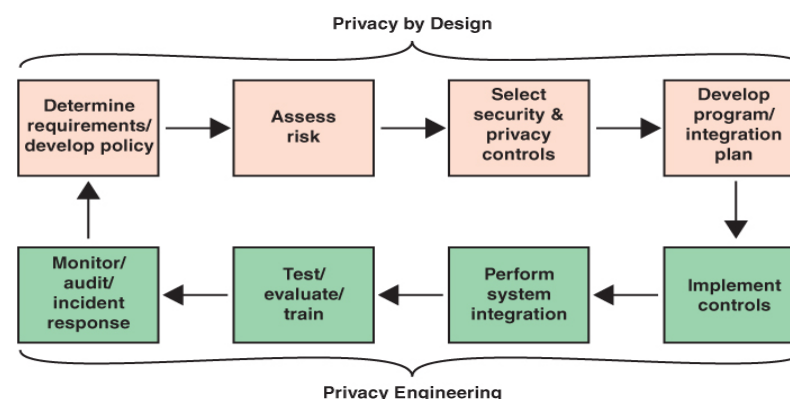 Privacy by Design
Determine
requirements/
develop policy
Assess
risk
Select
security &
privacy
controls
Develop
program/
integration
plan
Monitor/
audit/
incident
response
Test/
evaluate/
train
Perform
system
integration
Implement
controls
Privacy Engineering